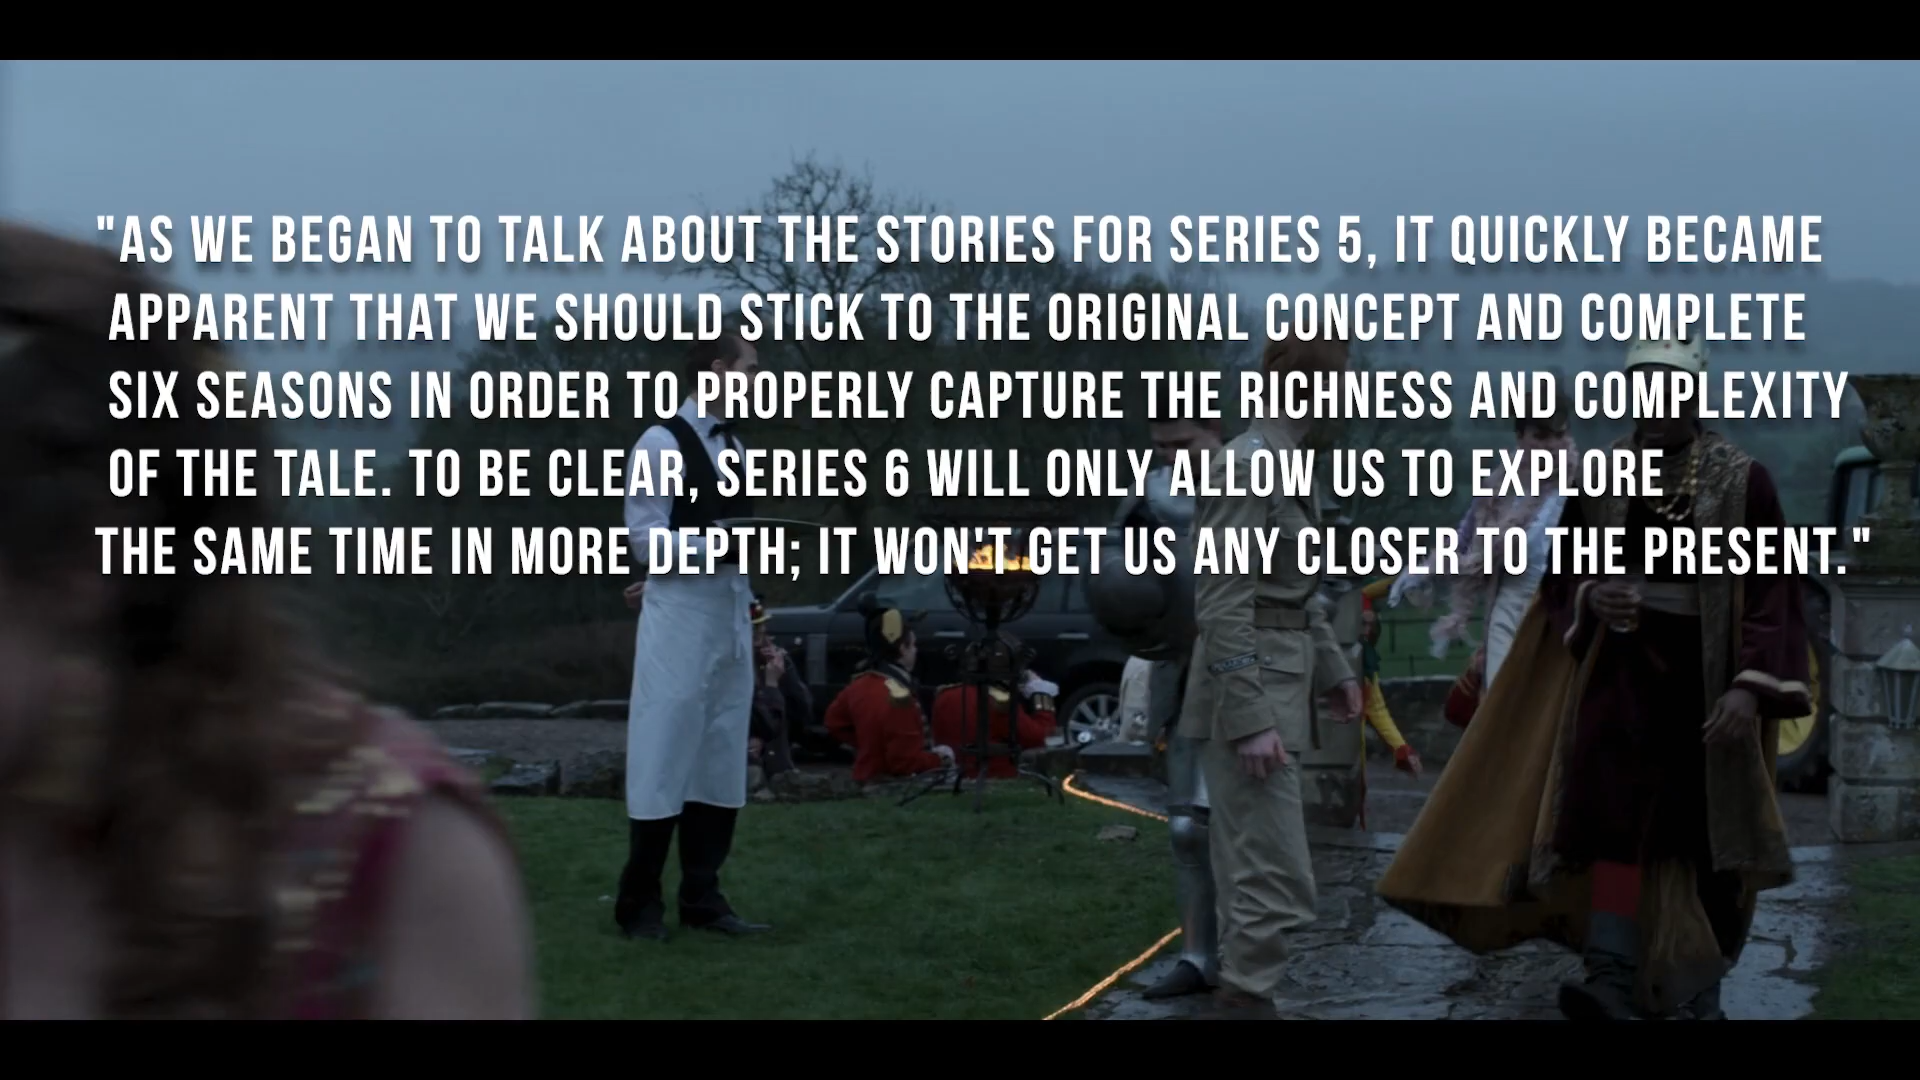 "AS WE BEGAN TO TALK ABOUT THE STORIES FOR SERIES 5, IT QUICKLY BECAME
APPARENT THAT WE SHOULD STICK TO THE ORIGINAL CONCEPT AND COMPLETE
SIX SEASONS IN ORDER TO PROPERLY CAPTURE THE RICHNESS AND COMPLEXITY
OF THE TALE. TO BE CLEAR, SERIES 6 WILL ONLY ALLOW US TO EXPLORE
THE SAME TIME IN MORE DEPTH; IT WON'T GET US ANY CLOSER TO THE PRESENT."